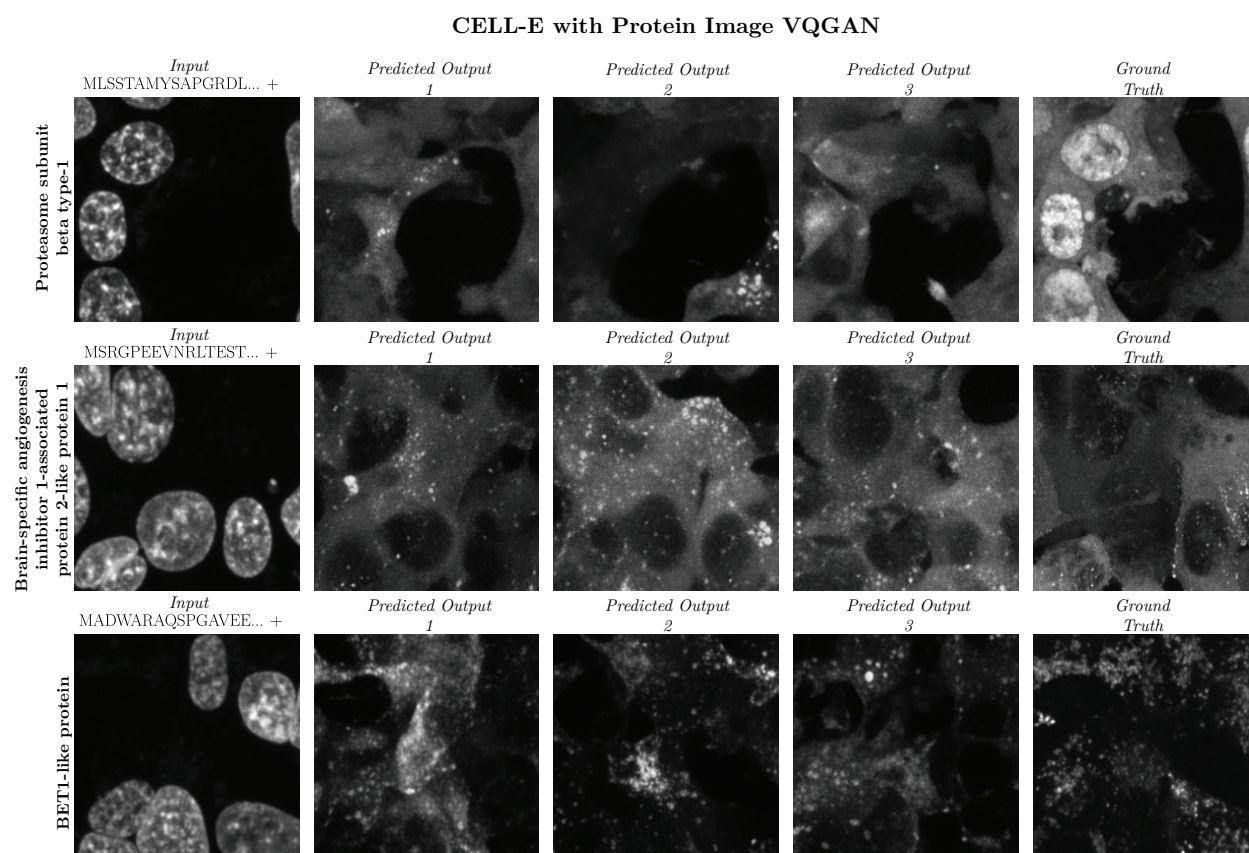 CELL-E with Protein Image VQGAN
Input
MLSSTAMYSAPGRDL... +
Predicted Output
1
Predicted Output
2
Predicted Output
3
Ground
Truth
Proteasome subunit
beta type-1
Input
MSRGPEEVNRLTEST... +
Predicted Output
1
Predicted Output
2
Predicted Output
3
Ground
Truth
Brain-specific angiogenesis
inhibitor 1-associated
protein 2-like protein 1
Input
MADWARAQSPGAVEE... +
Predicted Output
1
Predicted Output
2
Predicted Output
3
Ground
Truth
BET1-like protein